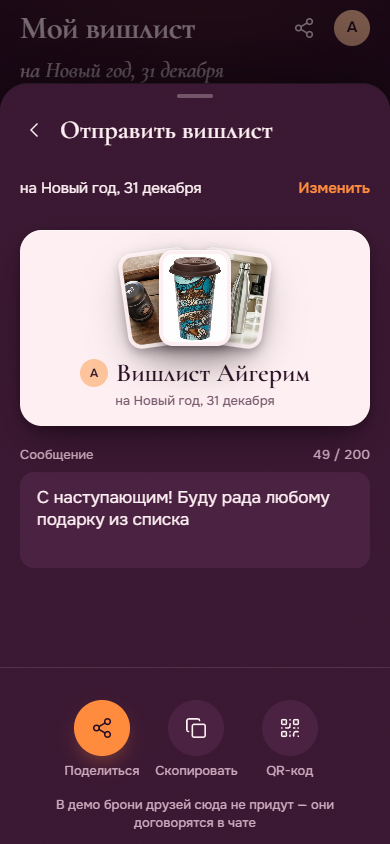 Мой вишлист
А
на Новый год, 31 декабря
Отправить вишлист
на Новый год, 31 декабря
Изменить
А
Вишлист Айгерим
на Новый год, 31 декабря
Сообщение
49 / 200
С наступающим! Буду рада любому
подарку из списка
Поделиться
Скопировать
QR-код
В демо брони друзей сюда не придут — они
договорятся в чате